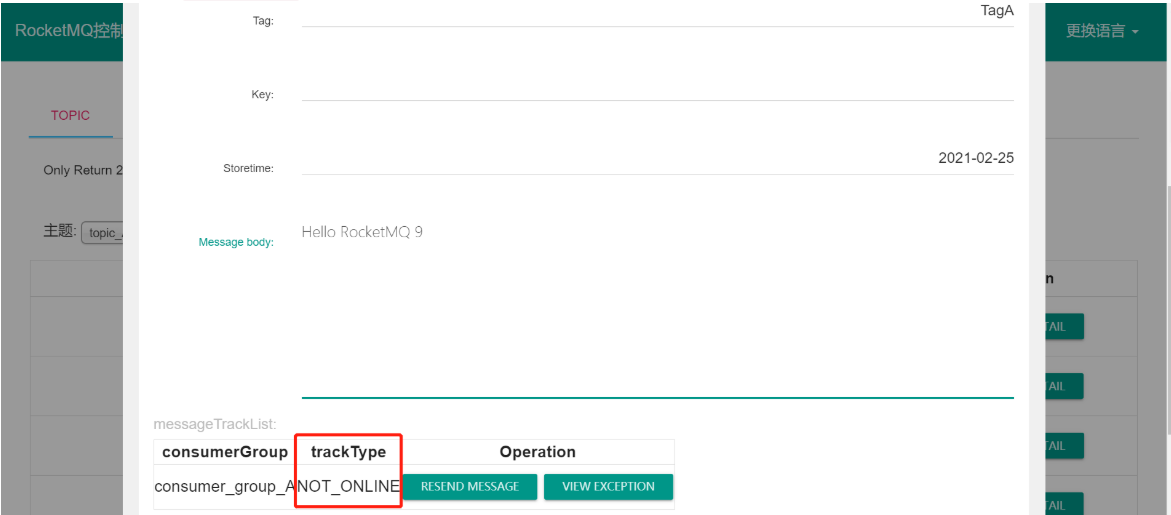 RocketMQ控制
更换语言
Tag:
TagA
Key:
TOPIC
Storetime:
2021-02-25
Only Return 2
主题:
topic_
Message body:
Hello RocketMQ 9
n
TAIL
TAIL
TAIL
TAIL
messageTrackList:
consumerGroup trackType Operation
consumer_group_A NOT_ONLINE RESEND MESSAGE VIEW EXCEPTION